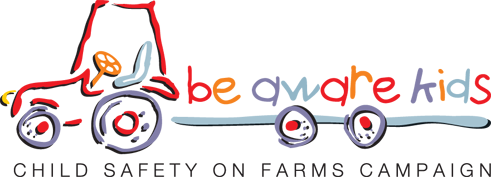 be aware kids
CHILD SAFETY ON FARMS CAMPAIGN